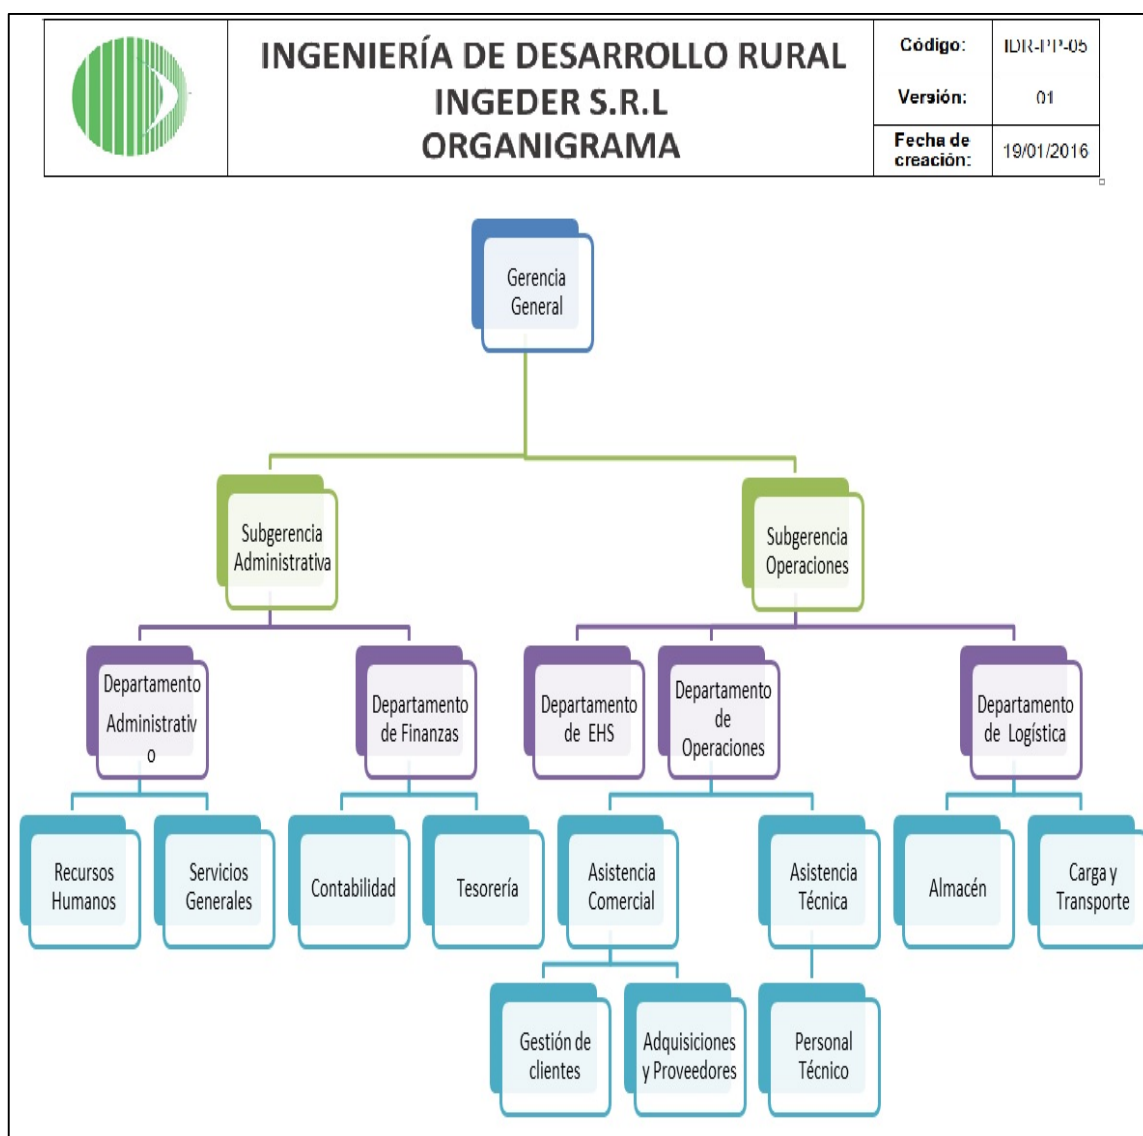 INGENIERÍA DE DESARROLLO RURAL
INGEDER S.R.L
ORGANIGRAMA
Código:
IDR-PP-05
Versión:
01
Fecha de
creación:
19/01/2016
Gerencia
General
Subgerencia
Administrativa
Subgerencia
Operaciones
Departamento
Administrativ
o
Departamento
de Finanzas
Departamento
de EHS
Departamento
de
Operaciones
Departamento
de Logística
Recursos
Humanos
Servicios
Generales
Contabilidad
Tesorería
Asistencia
Comercial
Asistencia
Técnica
Almacén
Carga y
Transporte
Gestión de
clientes
Adquisiciones
y Proveedores
Personal
Técnico